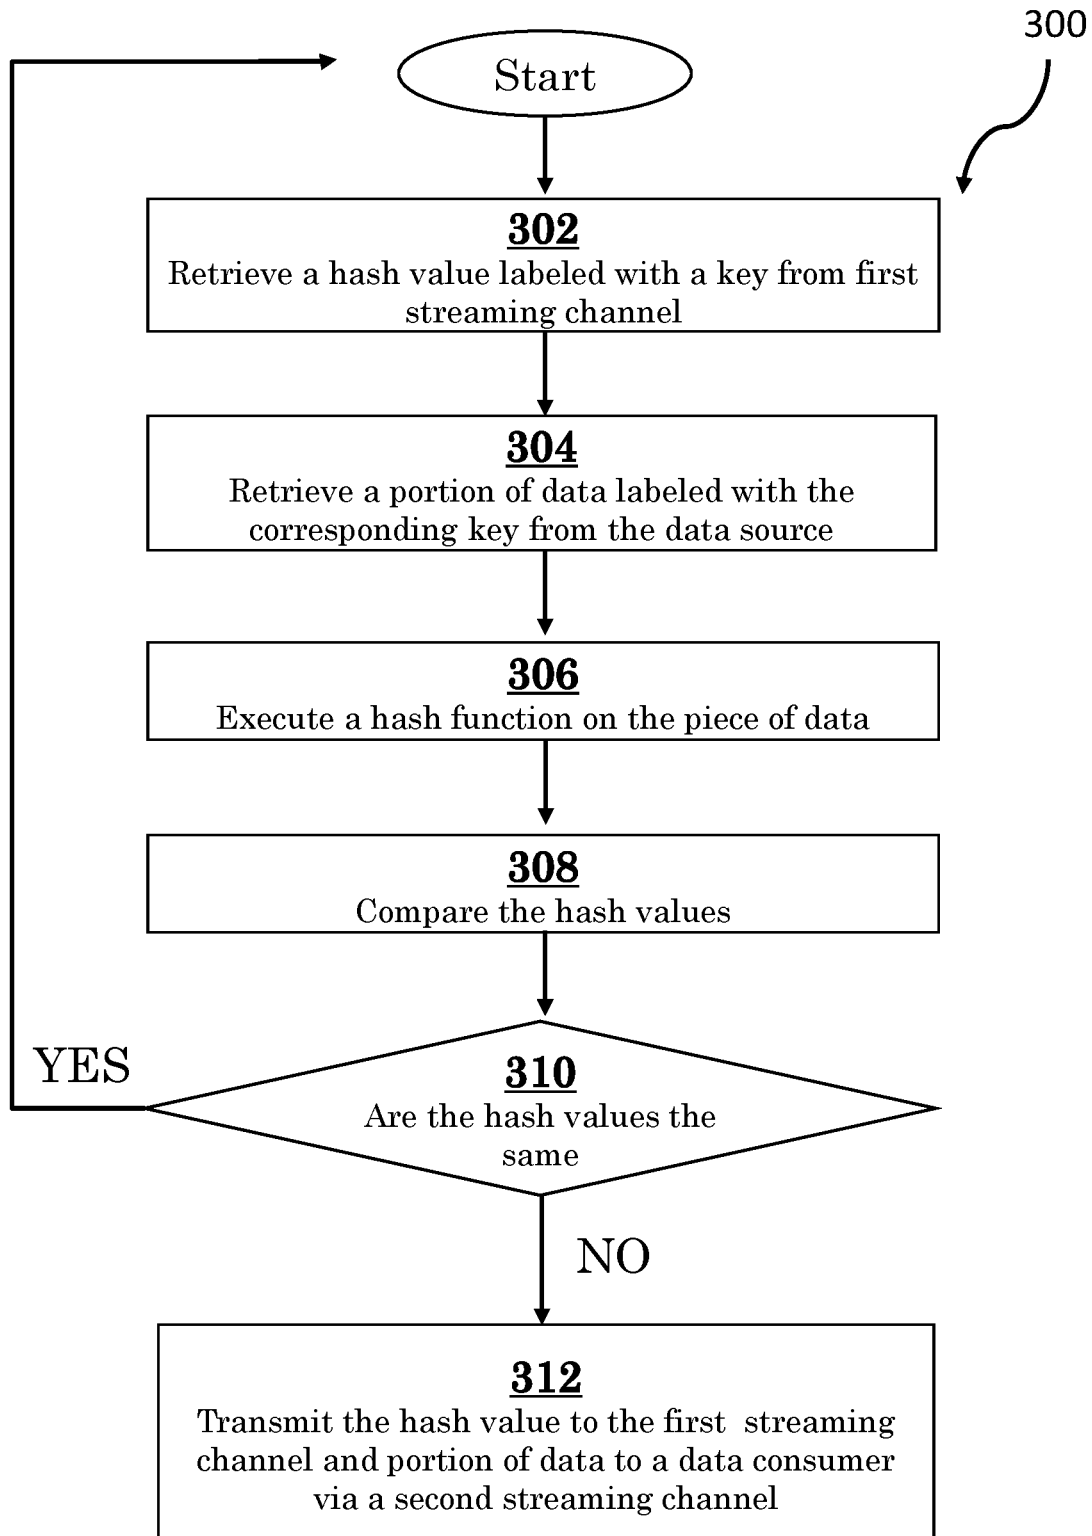 300
Start
302
Retrieve a hash value labeled with a key from first
streaming channel
304
Retrieve a portion of data labeled with the
corresponding key from the data source
306
Execute a hash function on the piece of data
308
Compare the hash values
YES
310
Are the hash values the
same
NO
312
Transmit the hash value to the first streaming
channel and portion of data to a data consumer
via a second streaming channel